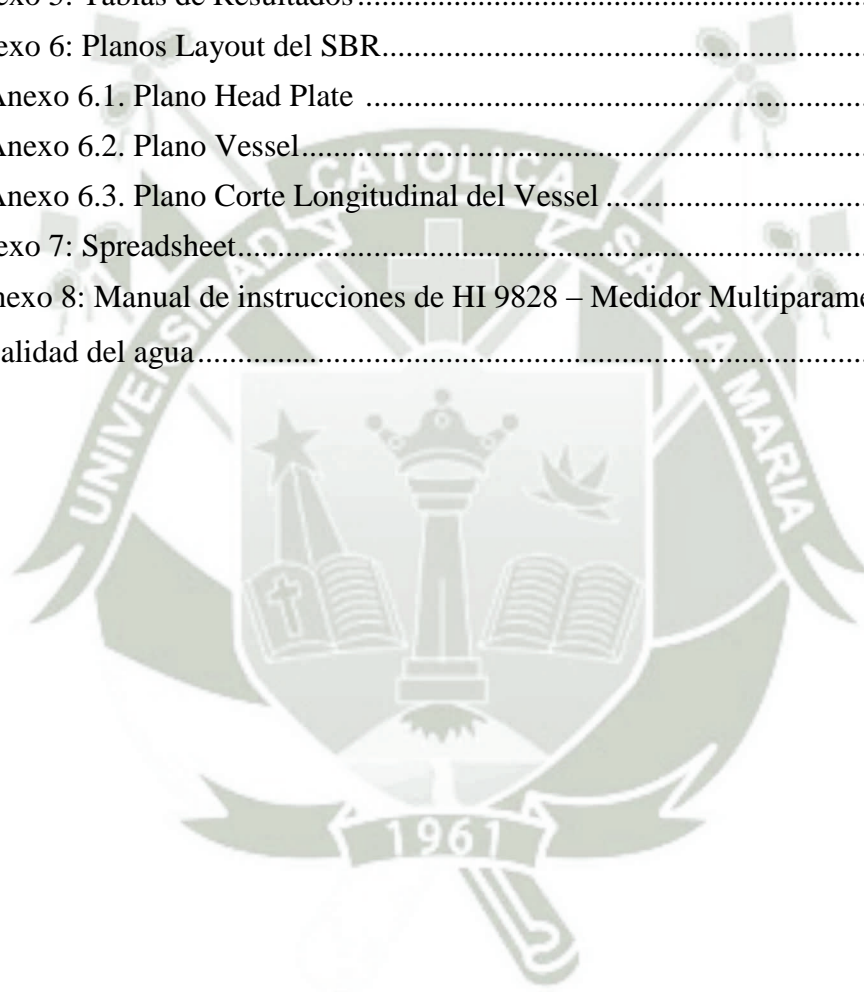 exo 5: Tablas de Resultados....................................................
exo 6: Planos Layout del SBR....................................................
Anexo 6.1. Plano Head Plate ....................................................
Anexo 6.2. Plano Vessel....................................................
Anexo 6.3. Plano Corte Longitudinal del Vessel ....................................................
exo 7: Spreadsheet....................................................
nexo 8: Manual de instrucciones de HI 9828 – Medidor Multiparame
alidad del agua....................................................
UNIVERSIDAD CATOLICA SANTA MARIA
1961